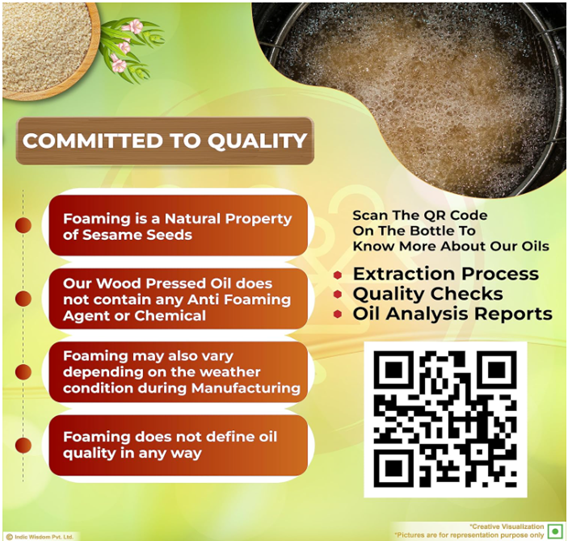 COMMITTED TO QUALITY
Foaming is a Natural Property
of Sesame Seeds
Our Wood Pressed Oil does
not contain any Anti Foaming
Agent or Chemical
Foaming may also vary
depending on the weather
condition during Manufacturing
Foaming does not define oil
quality in any way
Scan The QR Code
On The Bottle To
Know More About Our Oils
Extraction Process
Quality Checks
Oil Analysis Reports
© Indic Wisdom Pvt. Ltd.
*Creative Visualization
*Pictures are for representation purpose only